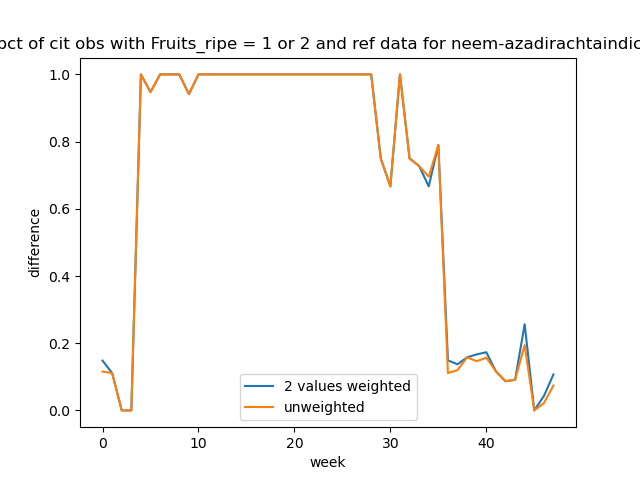 pct of cit obs with Fruits_ripe = 1 or 2 and ref data for neem-azadirachtaindic
1.0
0.8
0.6
0.4
0.2
0.0
difference
2 values weighted
unweighted
0 10 20 30 40
week